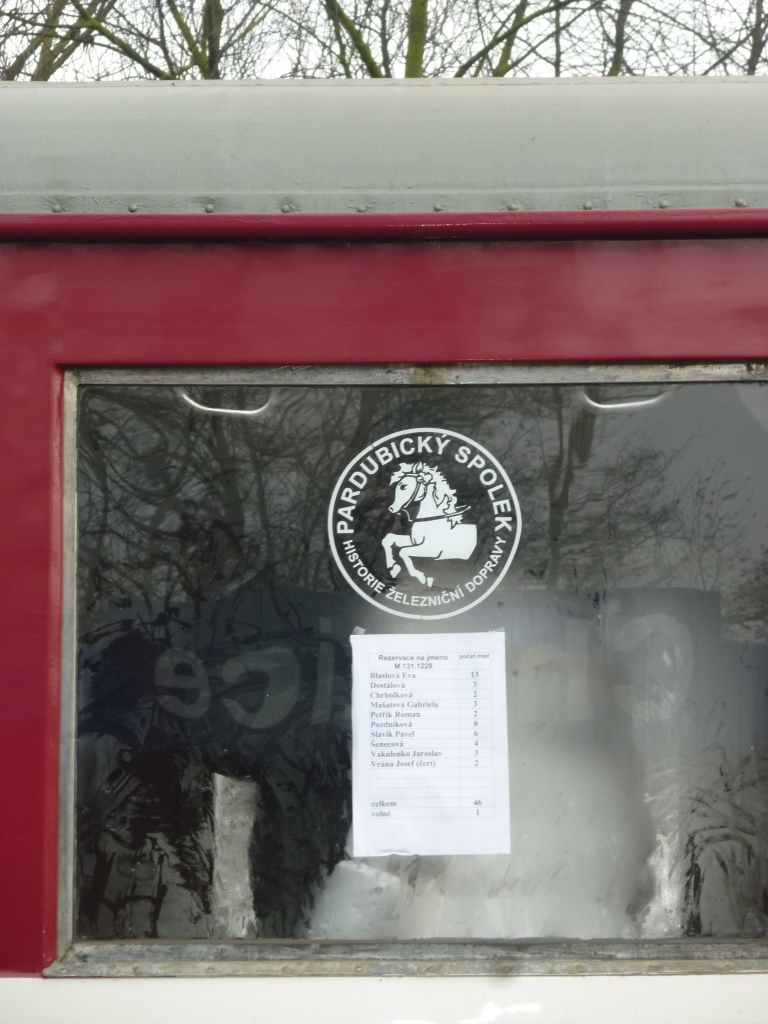 PARDUBICKÝ SPOLEK
HISTORIE ŽELEZNIČNÍ DOPRAVY
Rezervace na jméno počet míst
M 131.1228
Blaslová Eva 13
Dostálová 3
Chrbolková 2
Mašatová Gabriela 3
Petřík Roman 2
Pozdníková 8
Slavík Pavel 6
Šenecová 4
Vakulenko Jaroslav 3
Vrána Josef (čert) 2
celkem 46
volné 1